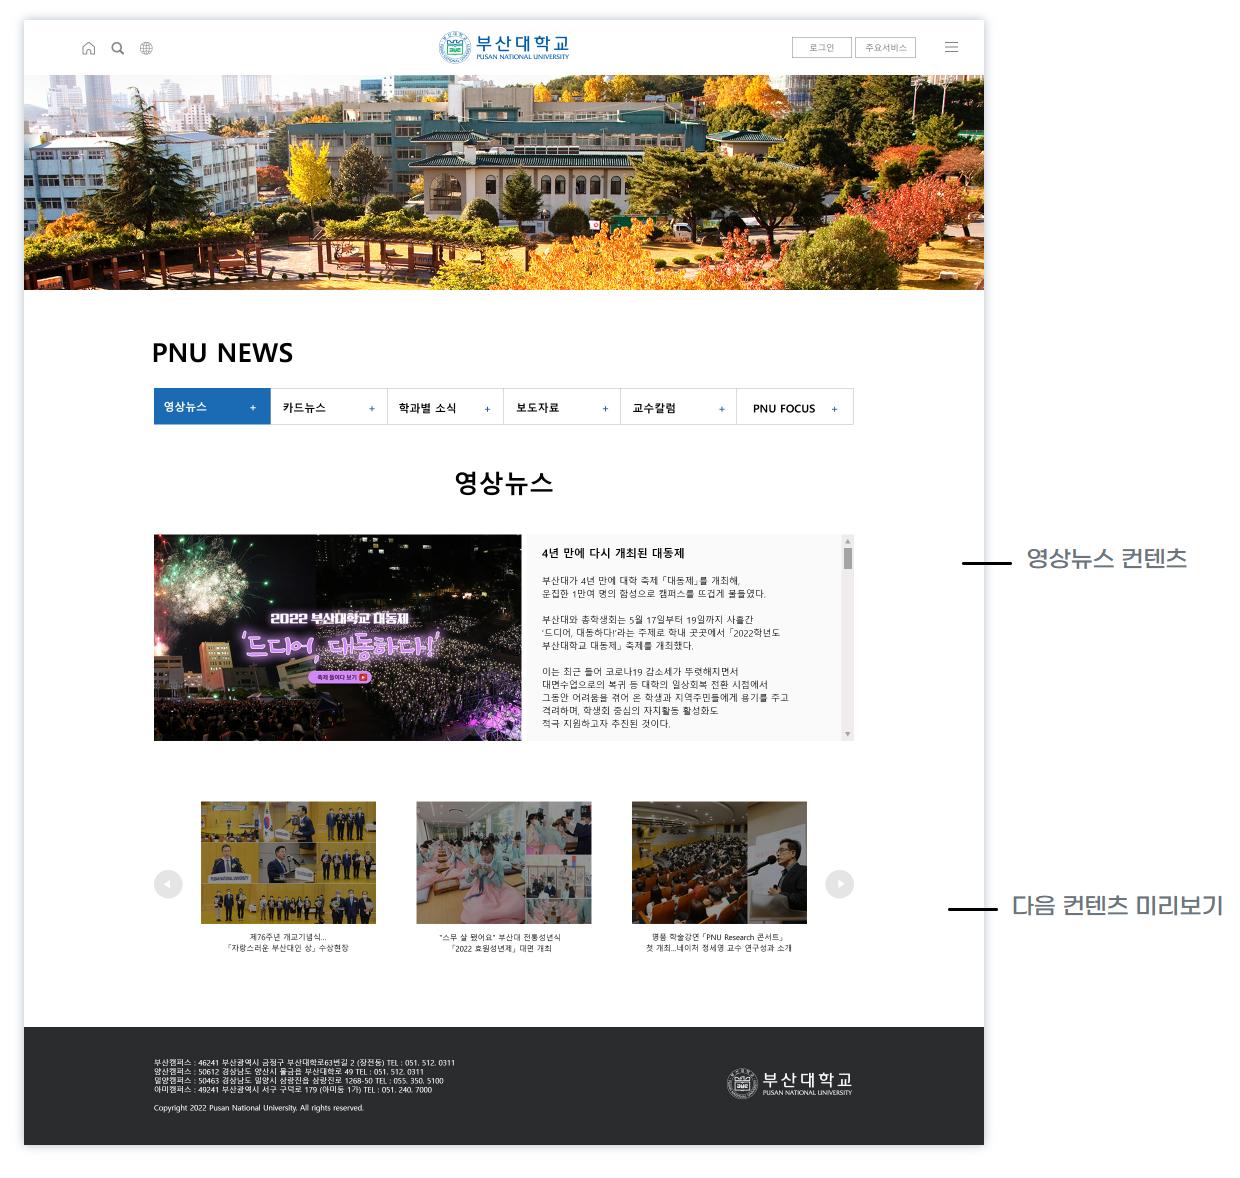 부산대학교
PUSAN NATIONAL UNIVERSITY
로그인
주요서비스
PNU NEWS
영상뉴스 +
카드뉴스 +
학과별 소식 +
보도자료 +
교수칼럼 +
PNU FOCUS +
영상뉴스
2022 부산대학교 대동제
'드디어, 대동하다!'
축제 들여다 보기
4년 만에 다시 개최된 대동제
부산대가 4년 만에 대학 축제 「대동제」를 개최해,
운집한 1만여 명의 함성으로 캠퍼스를 뜨겁게 물들였다.
부산대와 총학생회는 5월 17일부터 19일까지 사흘간
'드디어, 대동하다!'라는 주제로 학내 곳곳에서 「2022학년도
부산대학교 대동제」 축제를 개최했다.
이는 최근 들어 코로나19 감소세가 뚜렷해지면서
대면수업으로의 복귀 등 대학의 일상회복 전환 시점에서
그동안 어려움을 겪어 온 학생과 지역주민들에게 용기를 주고
격려하며, 학생회 중심의 자치활동 활성화도
적극 지원하고자 추진된 것이다.
영상뉴스 컨텐츠
제76주년 개교기념식...
「자랑스러운 부산대인 상」 수상현장
"스무 살 됐어요" 부산대 전통성년식
「2022 효원성년제」 대면 개최
명품 학술강연 「PNU Research 콘서트」
첫 개최...네이처 정세영 교수 연구성과 소개
다음 컨텐츠 미리보기
부산캠퍼스 : 46241 부산광역시 금정구 부산대학로63번길 2 (장전동) TEL : 051. 512. 0311
양산캠퍼스 : 50612 경상남도 양산시 물금읍 부산대학로 49 TEL : 051. 512. 0311
밀양캠퍼스 : 50463 경상남도 밀양시 삼랑진읍 삼랑진로 1268-50 TEL : 055. 350. 5100
아미캠퍼스 : 49241 부산광역시 서구 구덕로 179 (아미동 1가) TEL : 051. 240. 7000
Copyright 2022 Pusan National University. All rights reserved.
부산대학교
PUSAN NATIONAL UNIVERSITY